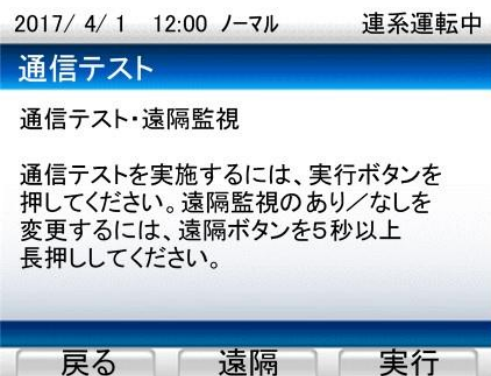 2017/ 4/ 1 12:00 ノーマル 連系運転中
通信テスト
通信テスト・遠隔監視
通信テストを実施するには、実行ボタンを
押してください。遠隔監視のあり／なしを
変更するには、遠隔ボタンを5秒以上
長押ししてください。
戻る 遠隔 実行